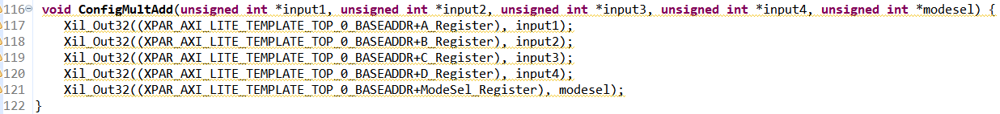 116 void ConfigMultAdd(unsigned int *input1, unsigned int *input2, unsigned int *input3, unsigned int *input4, unsigned int *modesel) {
117 Xil_Out32((XPAR_AXI_LITE_TEMPLATE_TOP_0_BASEADDR+A_Register), input1);
118 Xil_Out32((XPAR_AXI_LITE_TEMPLATE_TOP_0_BASEADDR+B_Register), input2);
119 Xil_Out32((XPAR_AXI_LITE_TEMPLATE_TOP_0_BASEADDR+C_Register), input3);
120 Xil_Out32((XPAR_AXI_LITE_TEMPLATE_TOP_0_BASEADDR+D_Register), input4);
121 Xil_Out32((XPAR_AXI_LITE_TEMPLATE_TOP_0_BASEADDR+ModeSel_Register), modesel);
122 }